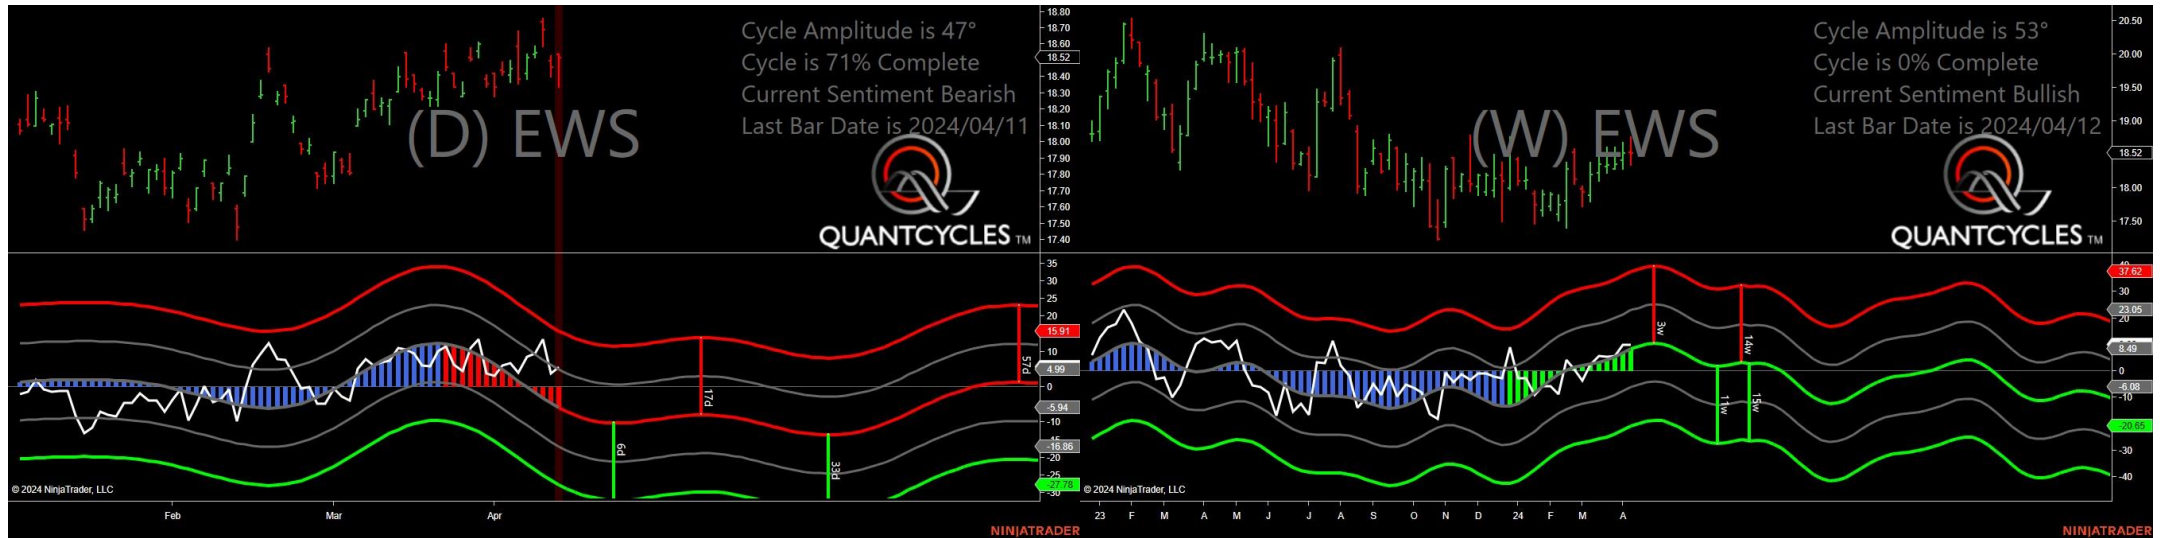 Cycle Amplitude is 47°
Cycle is 71% Complete
Current Sentiment Bearish
Last Bar Date is 2024/04/11
(D) EWS
QUANTCYCLES TM
18.80
18.70
18.60
18.52
18.40
18.30
18.20
18.10
18.00
17.90
17.80
17.70
17.60
17.50
17.40
35
30
25
20
15.91
10
4.99
0
-5.94
-10
-16.86
-20
-25
-27.78
-30
6d
17d
33d
57d
© 2024 NinjaTrader, LLC
Feb
Mar
Apr
NINJATRADER
Cycle Amplitude is 53°
Cycle is 0% Complete
Current Sentiment Bullish
Last Bar Date is 2024/04/12
(W) EWS
QUANTCYCLES TM
20.50
20.00
19.50
19.00
18.52
18.00
17.50
37.62
30
23.05
20
8.49
0
-6.08
-10
-20.65
-30
-40
3w
14w
11w
15w
© 2024 NinjaTrader, LLC
23
F
M
A
M
J
J
A
S
O
N
D
24
F
M
A
NINJATRADER